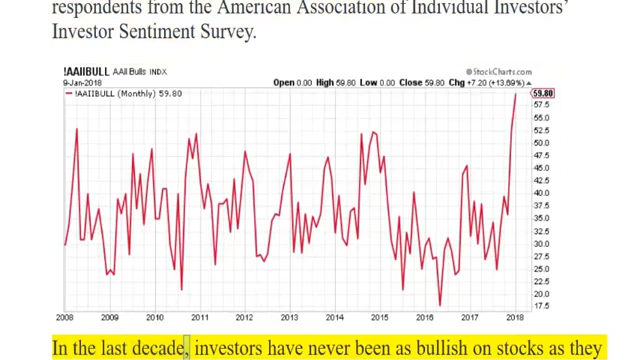 respondents from the American Association of Individual Investors'
Investor Sentiment Survey.
!AAIIBULL AAII Bulls INDX © StockCharts.com
9-Jan-2018 Open 0.00 High 59.80 Low 0.00 Close 59.80 Chg +7.20 (+13.69%)▲
— !AAIIBULL (Monthly) 59.80
59.80
57.5
55.0
52.5
50.0
47.5
45.0
42.5
40.0
37.5
35.0
32.5
30.0
27.5
25.0
22.5
20.0
17.5
2008 2009 2010 2011 2012 2013 2014 2015 2016 2017 2018
In the last decade, investors have never been as bullish on stocks as they